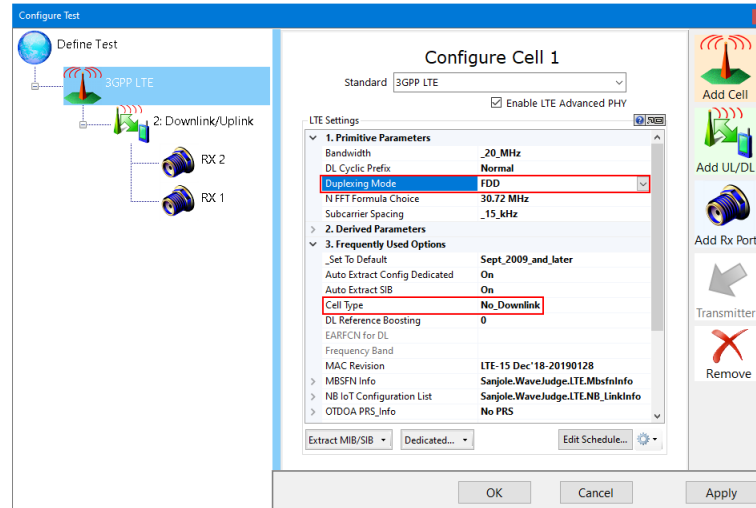 Configure Test
Define Test
3GPP LTE
2: Downlink/Uplink
RX 2
RX 1
Configure Cell 1
Standard 3GPP LTE
Enable LTE Advanced PHY
LTE Settings
1. Primitive Parameters
Bandwidth _20_MHz
DL Cyclic Prefix Normal
Duplexing Mode FDD
N FFT Formula Choice 30.72 MHz
Subcarrier Spacing _15_kHz
2. Derived Parameters
3. Frequently Used Options
_Set To Default Sept_2009_and_later
Auto Extract Config Dedicated On
Auto Extract SIB On
Cell Type No_Downlink
DL Reference Boosting 0
EARFCN for DL
Frequency Band
MAC Revision LTE-15 Dec'18-20190128
MBSFN Info Sanjole.WaveJudge.LTE.MbsfnInfo
NB IoT Configuration List Sanjole.WaveJudge.LTE.NB_LinkInfo
OTDOA PRS_Info No PRS
Extract MIB/SIB Dedicated... Edit Schedule...
OK Cancel Apply
Add Cell
Add UL/DL
Add Rx Port
Transmitter
Remove